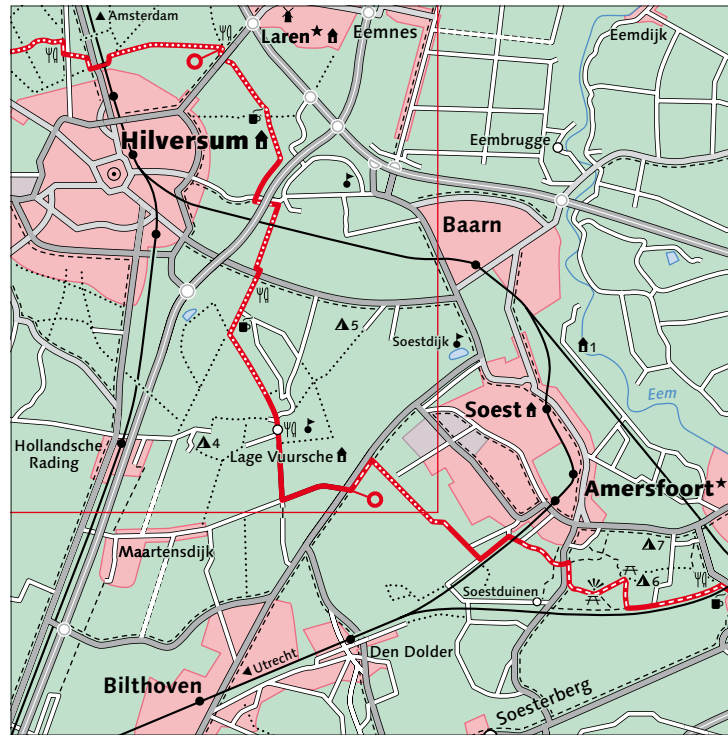 ▲ Amsterdam
Laren★
Eemnes
Eemdijk
Hilversum
Eembrugge
Baarn
5
Soestdijk
1
Eem
Soest
Hollandsche
Rading
4
Lage Vuursche
Amersfoort★
Maartensdijk
7
6
Soestduinen
Den Dolder
◄ Utrecht
Bilthoven
Soesterberg